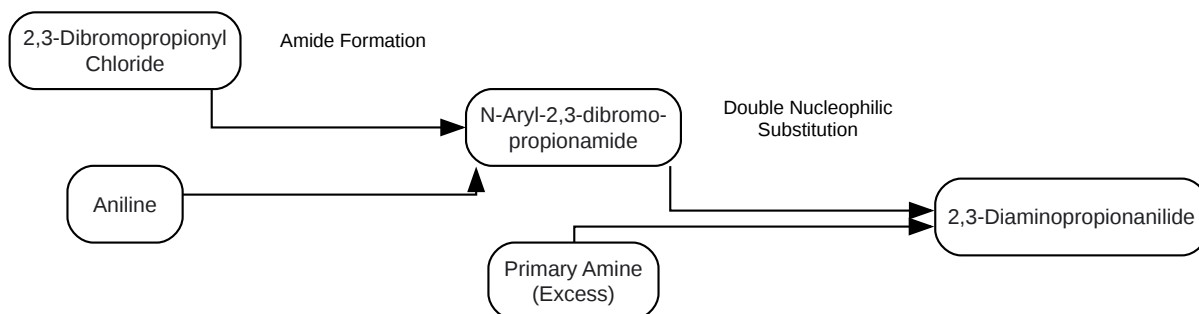 2,3-Dibromopropionyl
Chloride
Amide Formation
N-Aryl-2,3-dibromo-
propionamide
Double Nucleophilic
Substitution
Aniline
2,3-Diaminopropionanilide
Primary Amine
(Excess)